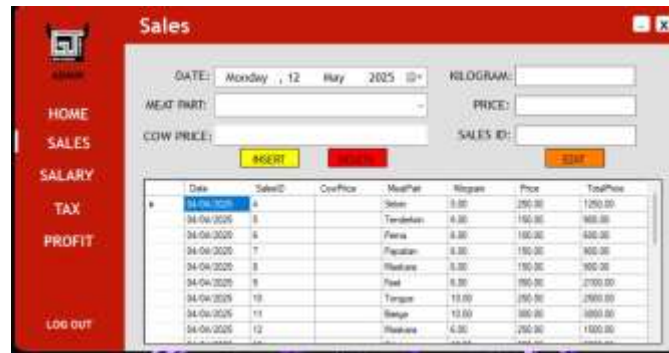 Sales
ADMIN
HOME
SALES
SALARY
TAX
PROFIT
LOG OUT
DATE: Monday , 12 May 2025
KILOGRAM:
MEAT PART:
PRICE:
COW PRICE:
SALES ID:
INSERT
EDIT
Date SalesID CowPrice MeatPart Kilogram Price TotalPrice
04/04/2025 4 250.00 1250.00
04/04/2025 5 Tenderloin 6.00 150.00 900.00
04/04/2025 6 Pierna 6.00 100.00 600.00
04/04/2025 7 6.00 150.00 900.00
04/04/2025 8 Maskara 6.00 150.00 900.00
04/04/2025 9 Feet 6.00 350.00 2100.00
04/04/2025 10 Tongue 10.00 250.00 2500.00
04/04/2025 11 10.00 300.00 3000.00
04/04/2025 12 Maskara 6.00 250.00 1500.00